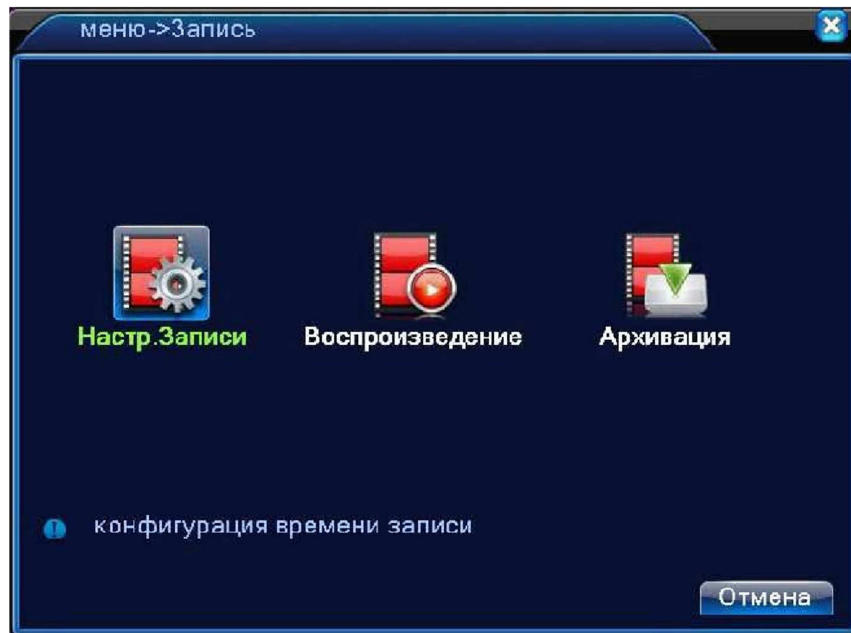 меню->Запись
Настр.Записи Воспроизведение Архивация
конфигурация времени записи
Отмена